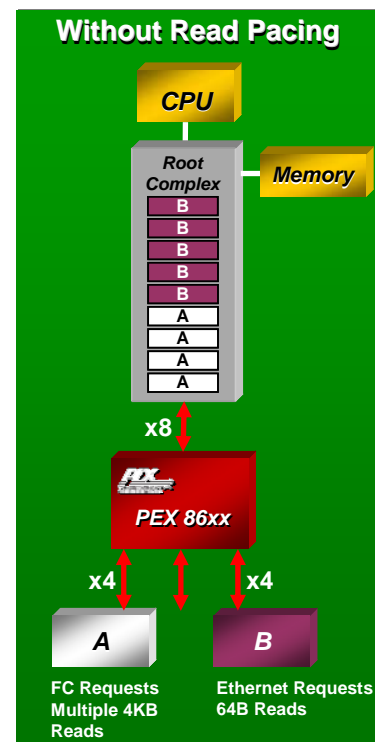 Without Read Pacing
CPU
Root
Complex
Memory
B
B
B
B
B
A
A
A
A
x8
PLX
PEX 86xx
x4
x4
A
B
FC Requests
Multiple 4KB
Reads
Ethernet Requests
64B Reads